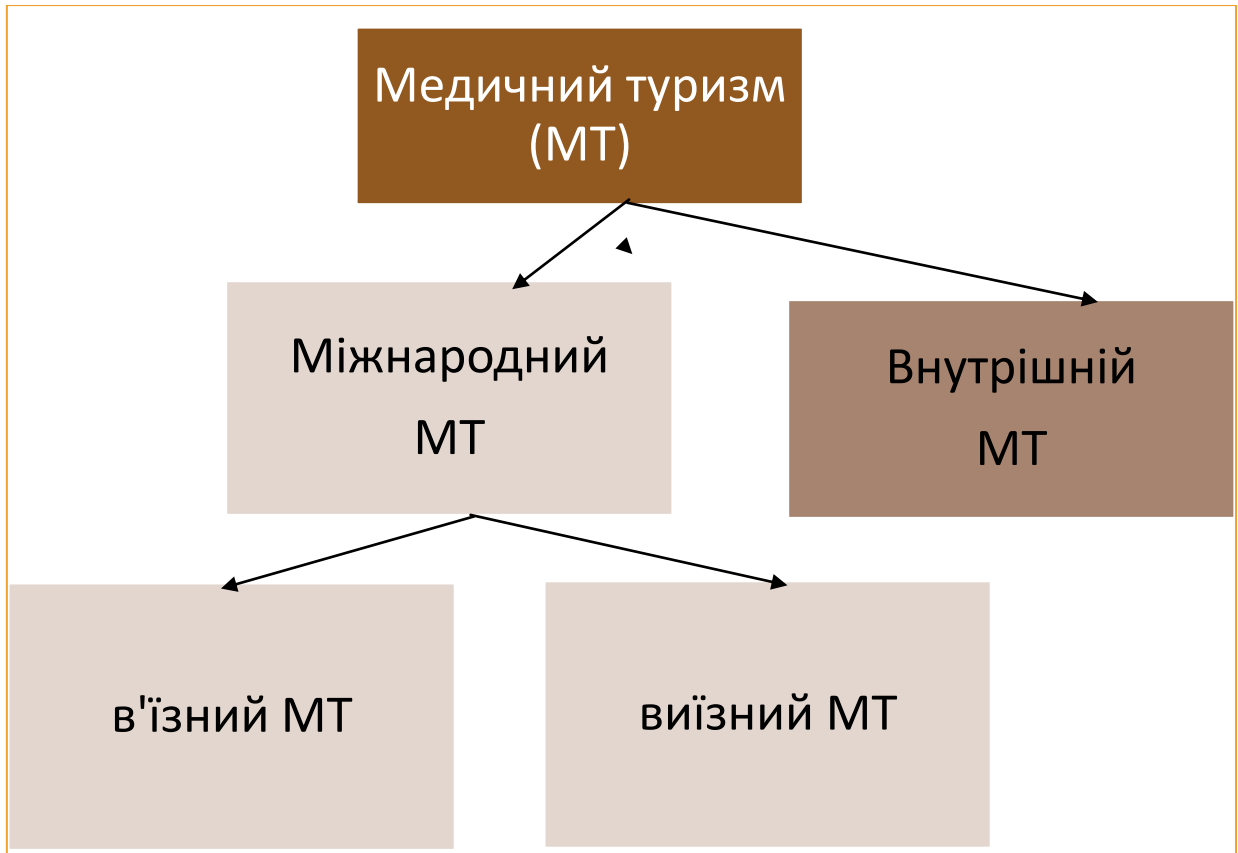 Медичний туризм
(МТ)
Міжнародний
МТ
Внутрішній
МТ
в'їзний МТ
виїзний МТ